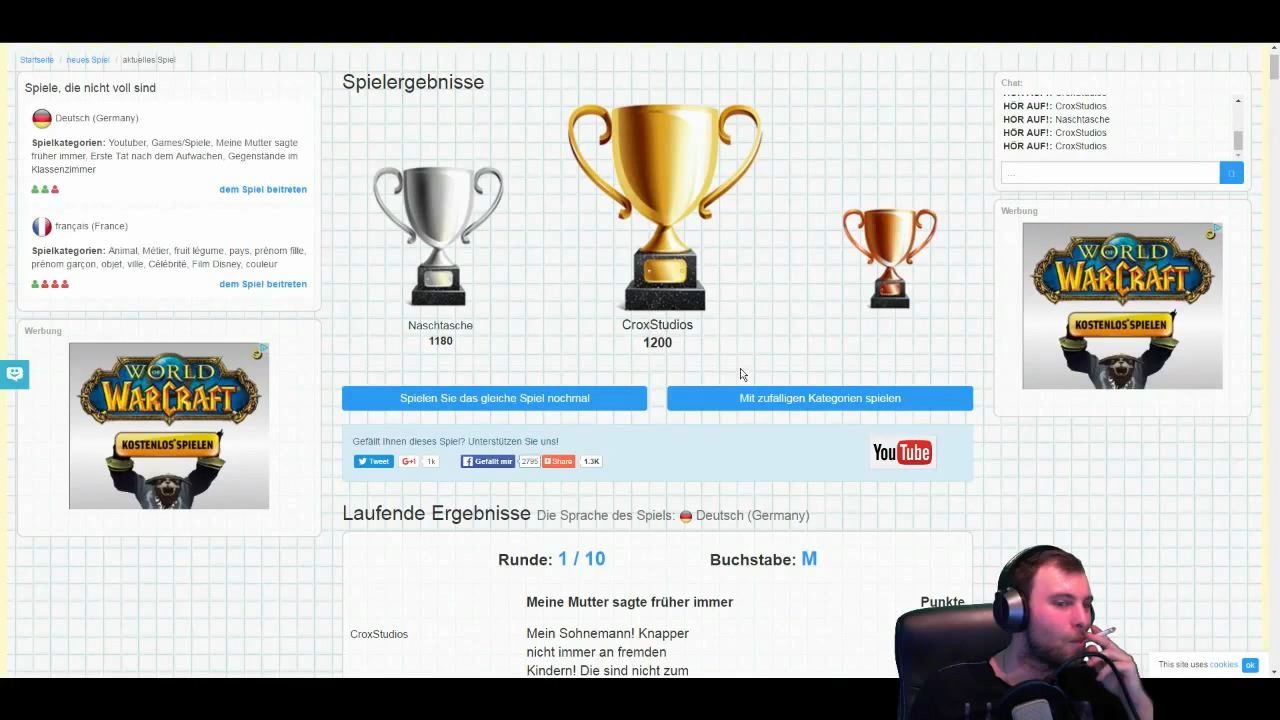 Startseite / neues Spiel / aktuelles Spiel
Spiele, die nicht voll sind
Deutsch (Germany)
Spielkategorien: Youtuber, Games/Spiele, Meine Mutter sagte
früher immer, Erste Tat nach dem Aufwachen, Gegenstände im
Klassenzimmer
dem Spiel beitreten
français (France)
Spielkategorien: Animal, Métier, fruit légume, pays, prénom fille,
prénom garçon, objet, ville, Célébrité, Film Disney, couleur
dem Spiel beitreten
Werbung
WORLD
WARCRAFT
KOSTENLOS SPIELEN
Spielergebnisse
Naschtasche
1180
CroxStudios
1200
Spielen Sie das gleiche Spiel nochmal
Mit zufälligen Kategorien spielen
Gefällt Ihnen dieses Spiel? Unterstützen Sie uns!
Tweet
G+1
1k
Gefällt mir
2795
Share
1.3K
YouTube
Laufende Ergebnisse Die Sprache des Spiels: Deutsch (Germany)
Runde: 1 / 10
Buchstabe: M
Meine Mutter sagte früher immer
Punkte
CroxStudios
Mein Sohnemann! Knapper
nicht immer an fremden
Kindern! Die sind nicht zum
Chat:
HÖR AUF!: CroxStudios
HÖR AUF!: CroxStudios
HÖR AUF!: Naschtasche
HÖR AUF!: CroxStudios
HÖR AUF!: CroxStudios
...
Werbung
WORLD
WARCRAFT
KOSTENLOS SPIELEN
This site uses cookies
ok